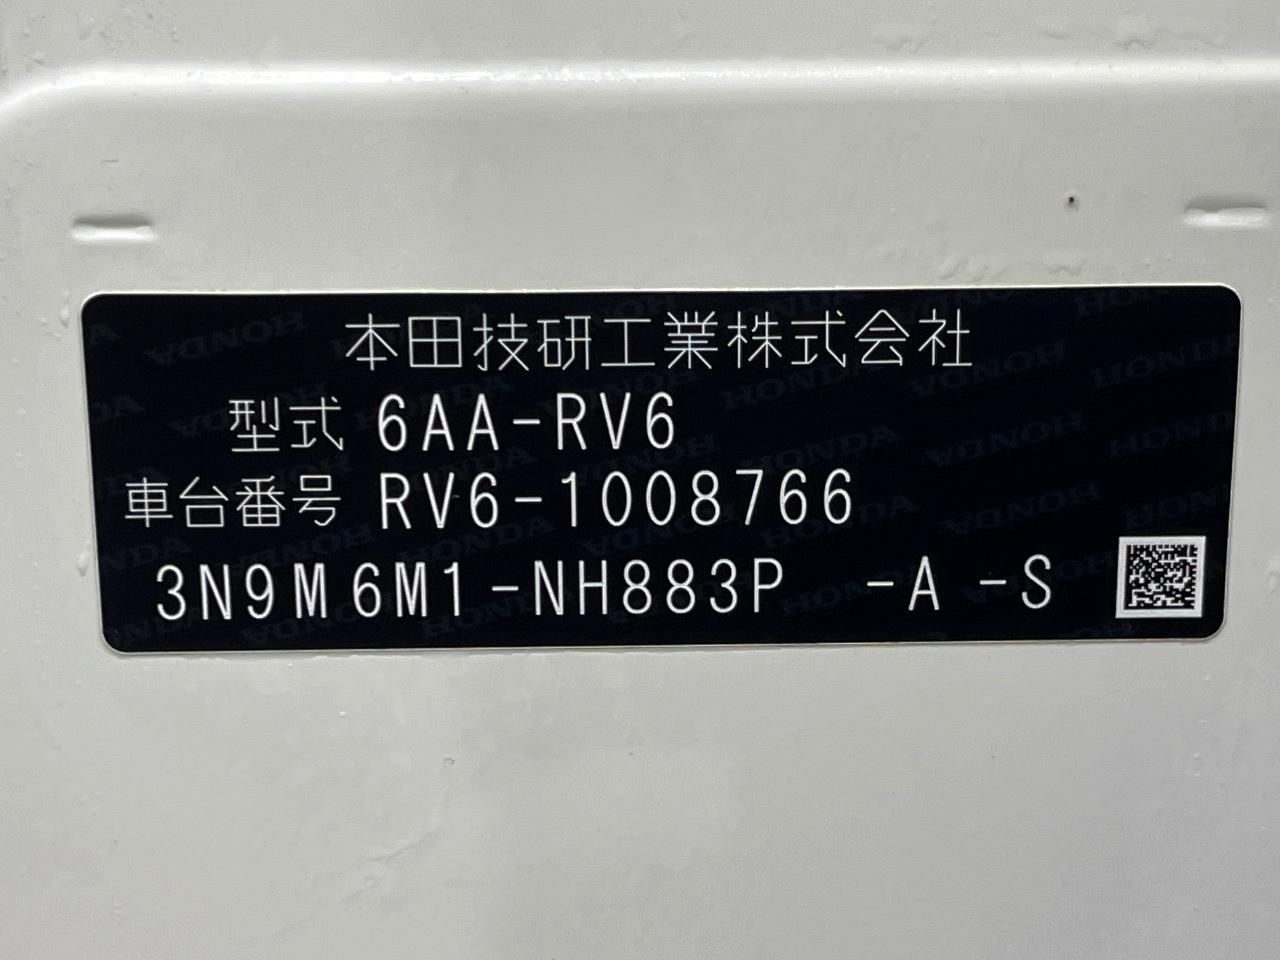 本田技研工業株式会社
型式 6AA-RV6
車台番号 RV6-1008766
3N9M6M1-NH883P -A -S